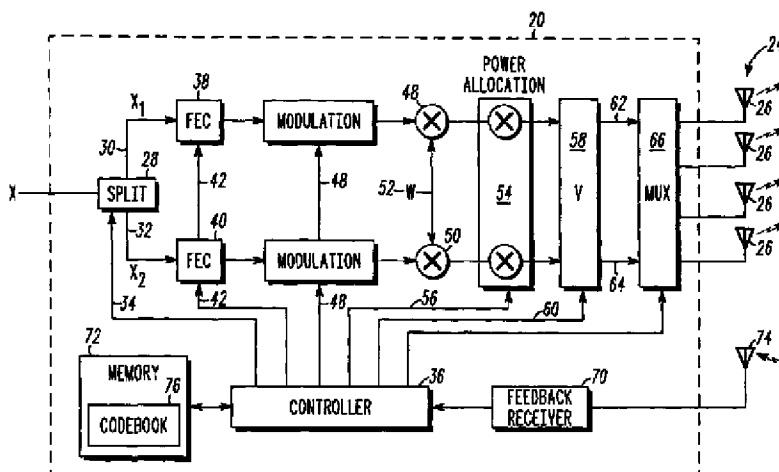 20
24
POWER
ALLOCATION
38
48
X1
FEC
MODULATION
62
26
30
28
58
66
26
X
SPLIT
42
48
52
W
54
V
MUX
26
32
40
50
26
X2
FEC
MODULATION
34
42
48
56
60
64
72
MEMORY
76
CODEBOOK
36
CONTROLLER
70
FEEDBACK
RECEIVER
74